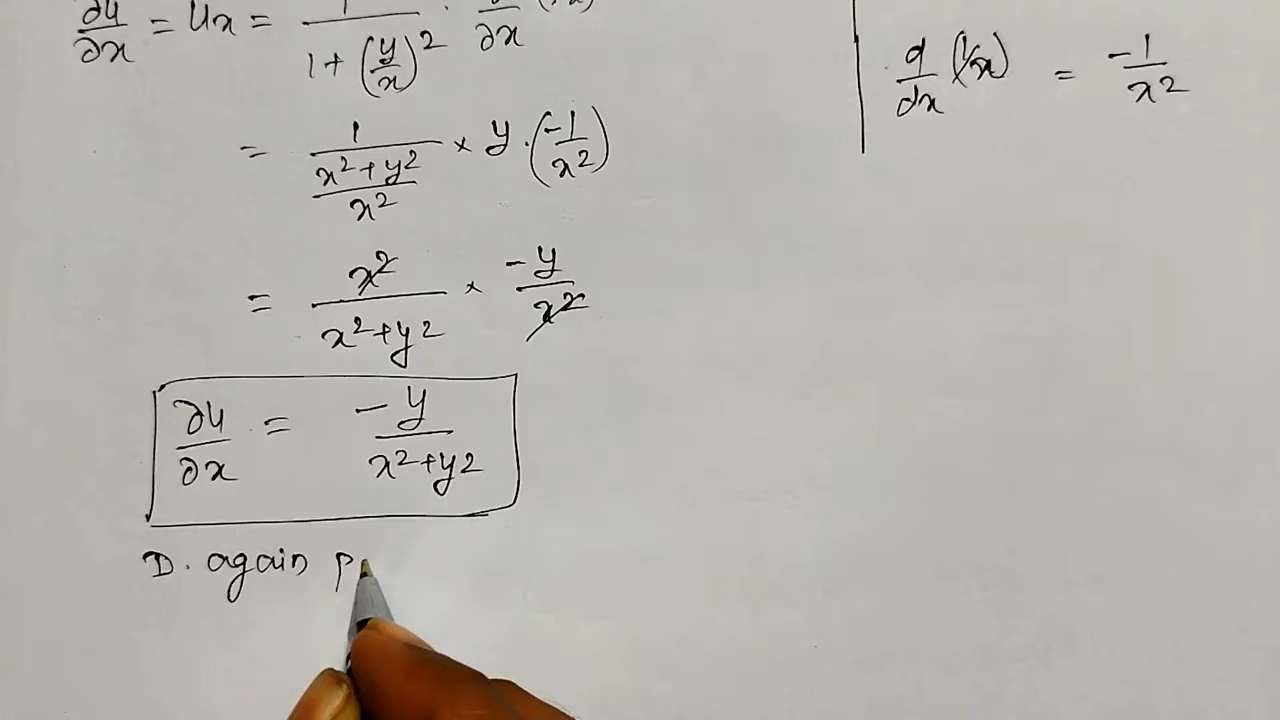 ∂u/∂x = Ux = 1/(1+(y/x)²) · ∂/∂x
d/dx (1/x) = -1/x²
= 1/((x²+y²)/x²) × y · (-1/x²)
= x²/(x²+y²) × -y/x²
∂u/∂x = -y/(x²+y²)
D. again p